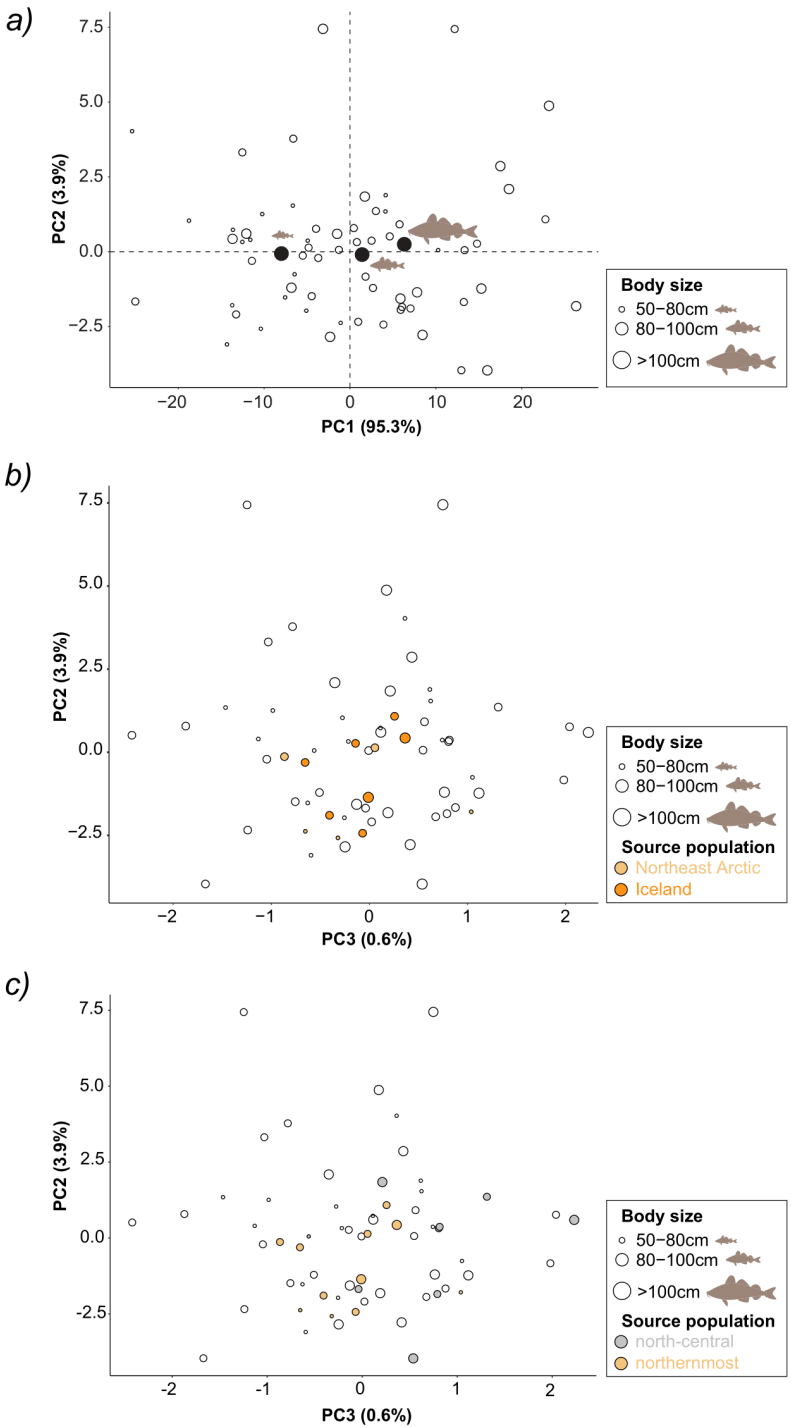 a)
7.5
5.0
2.5
0.0
−2.5
PC2 (3.9%)
−20
−10
0
10
20
PC1 (95.3%)
Body size
50−80cm
80−100cm
>100cm
b)
7.5
5.0
2.5
0.0
−2.5
PC2 (3.9%)
−2
−1
0
1
2
PC3 (0.6%)
Body size
50−80cm
80−100cm
>100cm
Source population
Northeast Arctic
Iceland
c)
7.5
5.0
2.5
0.0
-2.5
PC2 (3.9%)
-2
-1
0
1
2
PC3 (0.6%)
Body size
50−80cm
80−100cm
>100cm
Source population
north-central
northernmost